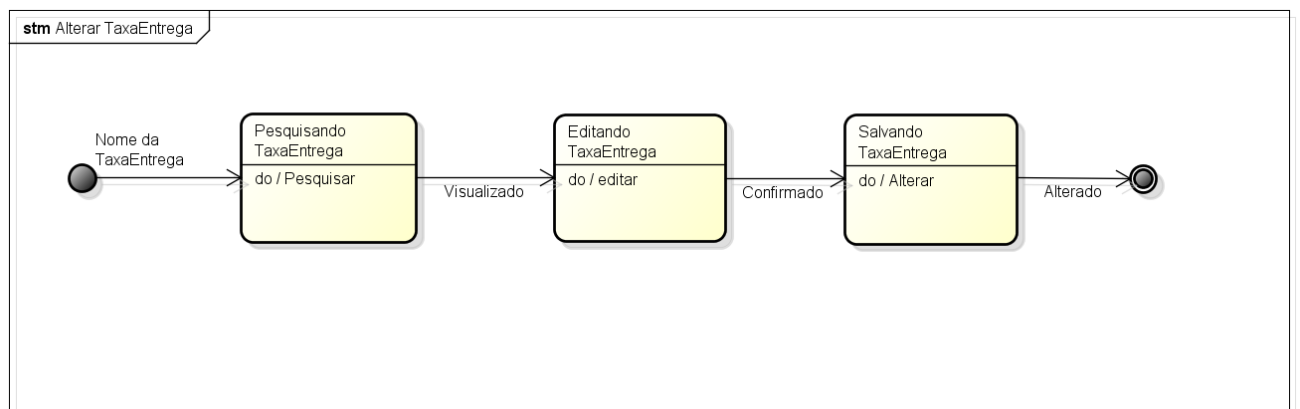 stm Alterar TaxaEntrega
Nome da
TaxaEntrega
Pesquisando
TaxaEntrega
do / Pesquisar
Visualizado
Editando
TaxaEntrega
do / editar
Confirmado
Salvando
TaxaEntrega
do / Alterar
Alterado